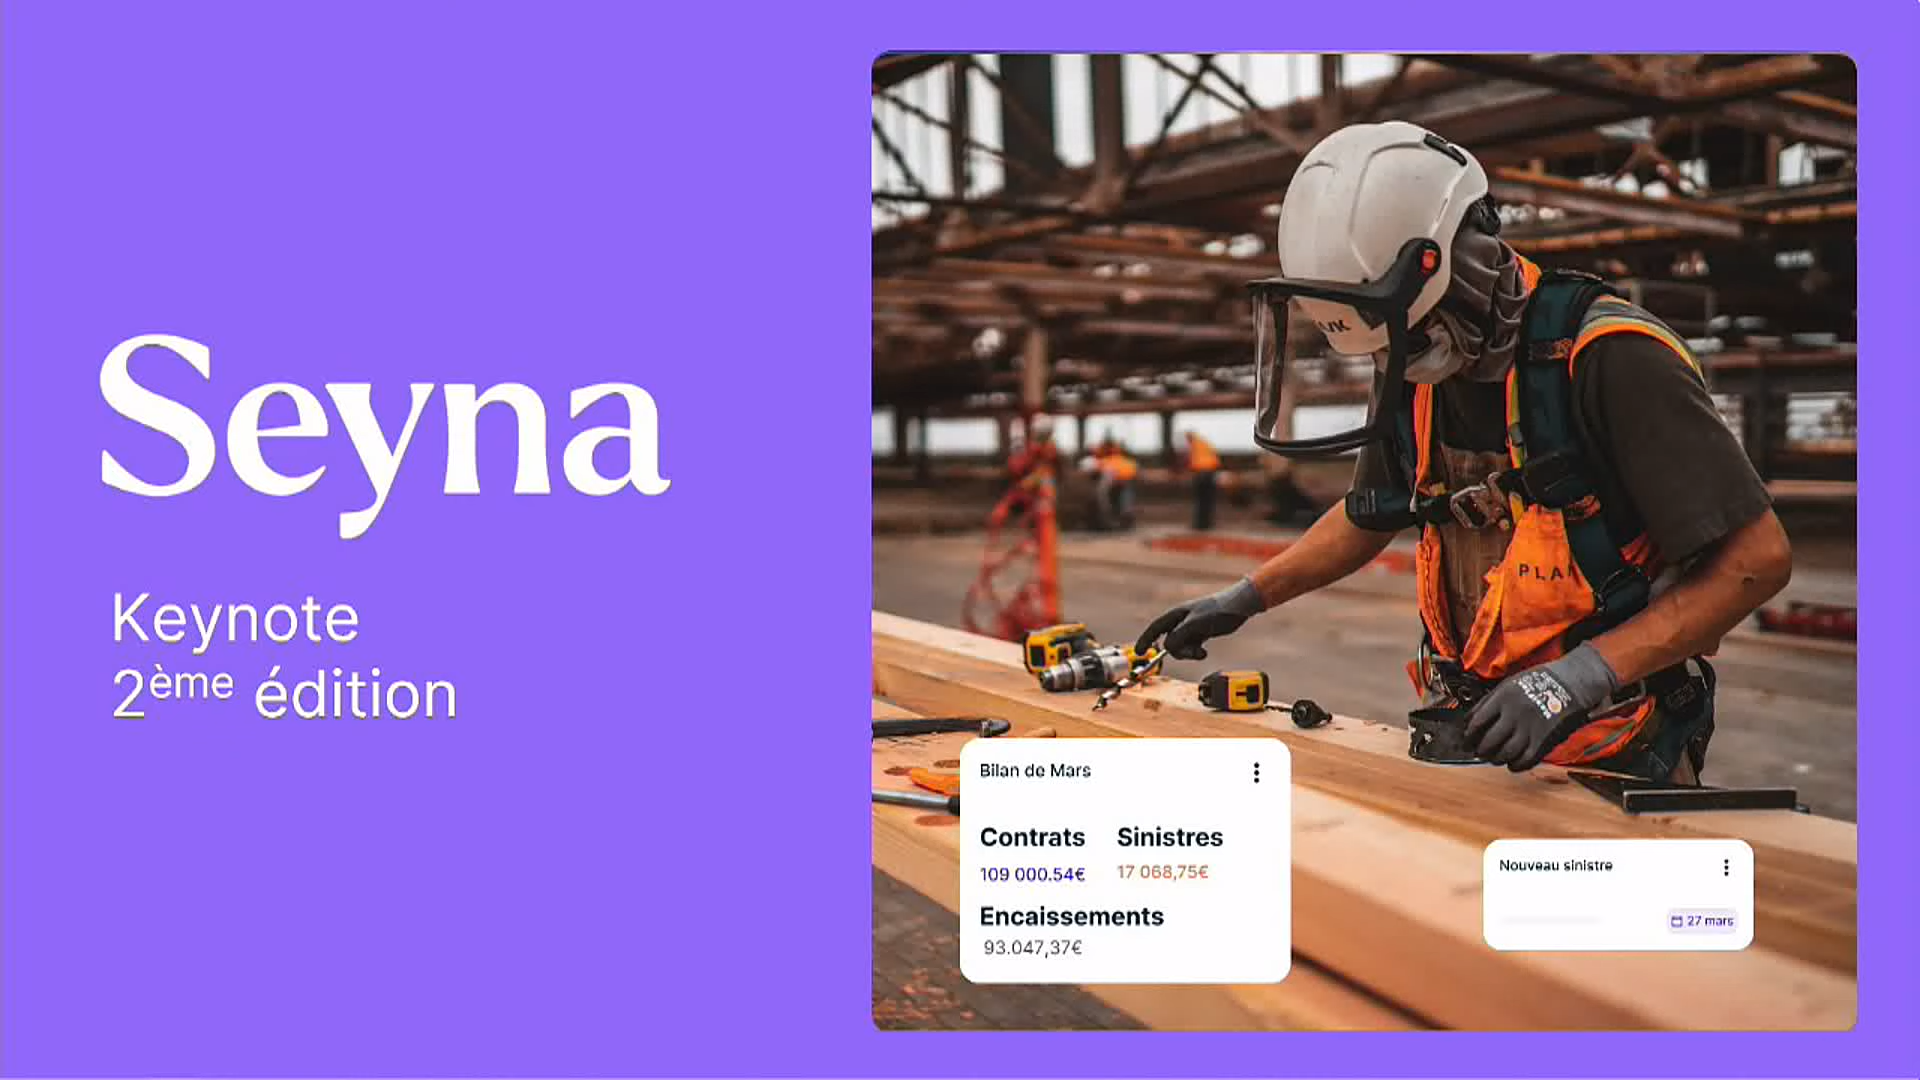 Seyna
Keynote
2ème édition
PLA
Bilan de Mars
Contrats Sinistres
109 000.54€ 17 068,75€
Encaissements
93.047,37€
Nouveau sinistre
27 mars